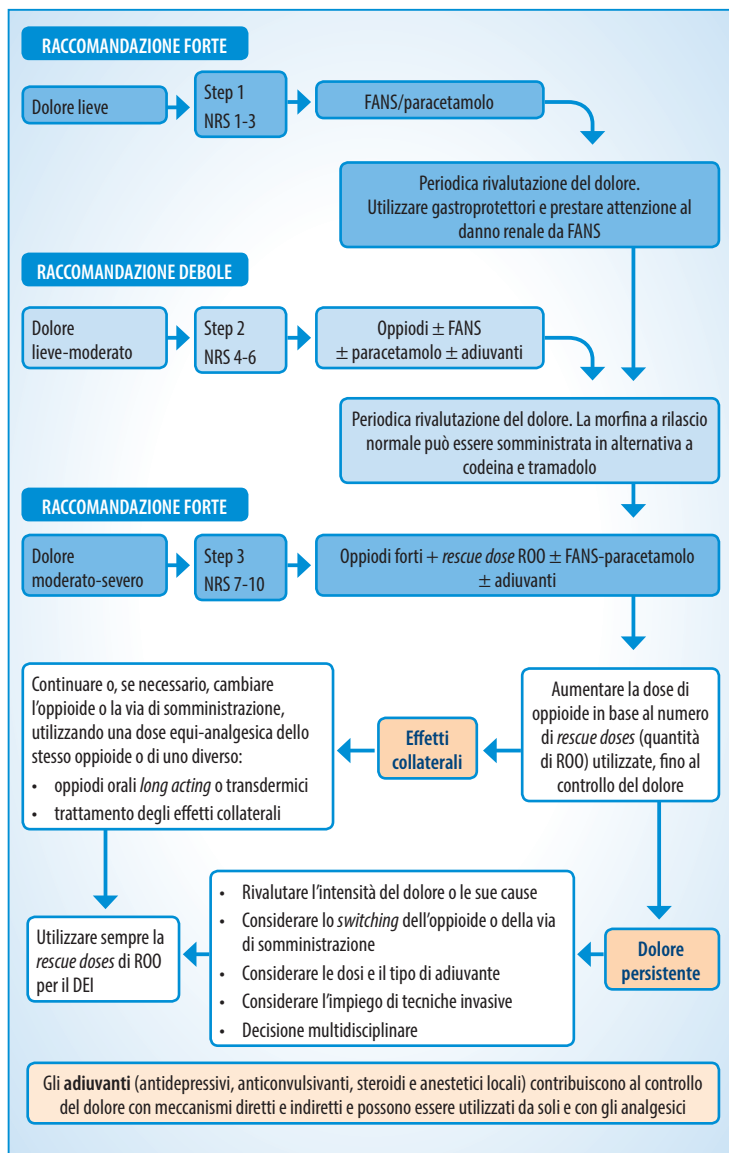 RACCOMANDAZIONE FORTE
Dolore lieve
Step 1
NRS 1-3
FANS/paracetamolo
Periodica rivalutazione del dolore.
Utilizzare gastroprotettori e prestare attenzione al
danno renale da FANS
RACCOMANDAZIONE DEBOLE
Dolore
lieve-moderato
Step 2
NRS 4-6
Oppiodi ± FANS
± paracetamolo ± adiuvanti
Periodica rivalutazione del dolore. La morfina a rilascio
normale può essere somministrata in alternativa a
codeina e tramadolo
RACCOMANDAZIONE FORTE
Dolore
moderato-severo
Step 3
NRS 7-10
Oppiodi forti + rescue dose ROO ± FANS-paracetamolo
± adiuvanti
Aumentare la dose di
oppioide in base al numero
di rescue doses (quantità
di ROO) utilizzate, fino al
controllo del dolore
Effetti
collaterali
Continuare o, se necessario, cambiare
l'oppioide o la via di somministrazione,
utilizzando una dose equi-analgesica dello
stesso oppioide o di uno diverso:
• oppiodi orali long acting o transdermici
• trattamento degli effetti collaterali
Dolore
persistente
• Rivalutare l'intensità del dolore o le sue cause
• Considerare lo switching dell'oppioide o della via
di somministrazione
• Considerare le dosi e il tipo di adiuvante
• Considerare l'impiego di tecniche invasive
• Decisione multidisciplinare
Utilizzare sempre la
rescue doses di ROO
per il DEI
Gli adiuvanti (antidepressivi, anticonvulsivanti, steroidi e anestetici locali) contribuiscono al controllo
del dolore con meccanismi diretti e indiretti e possono essere utilizzati da soli e con gli analgesici